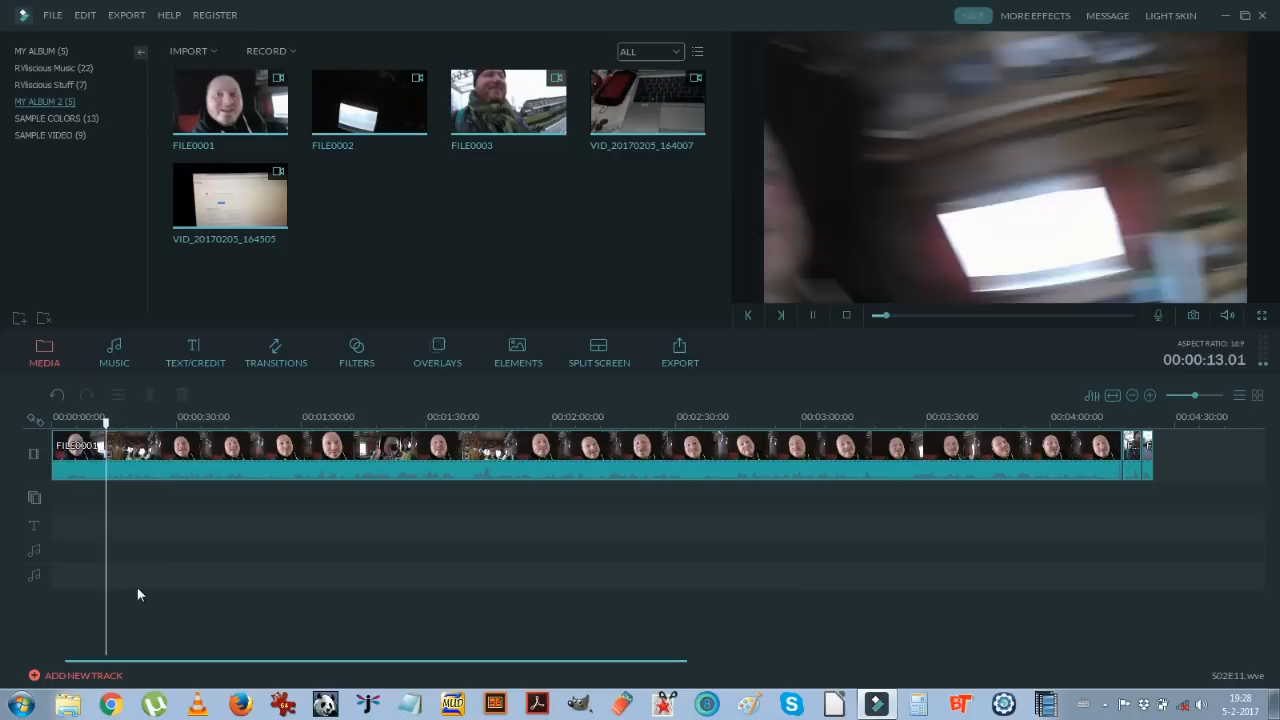 FILE EDIT EXPORT HELP REGISTER
MORE EFFECTS MESSAGE LIGHT SKIN
MY ALBUM (5)
RVliscious Music (22)
RVliscious Stuff (7)
MY ALBUM 2 (5)
SAMPLE COLORS (13)
SAMPLE VIDEO (9)
IMPORT RECORD ALL
FILE0001 FILE0002 FILE0003 VID_20170205_164007
VID_20170205_164505
MEDIA MUSIC TEXT/CREDIT TRANSITIONS FILTERS OVERLAYS ELEMENTS SPLIT SCREEN EXPORT
ASPECT RATIO: 16:9
00:00:13.01
00:00:00:00 00:00:30:00 00:01:00:00 00:01:30:00 00:02:00:00 00:02:30:00 00:03:00:00 00:03:30:00 00:04:00:00 00:04:30:00
FILE0001
ADD NEW TRACK
S02E11.wve
19:28
5-2-2017